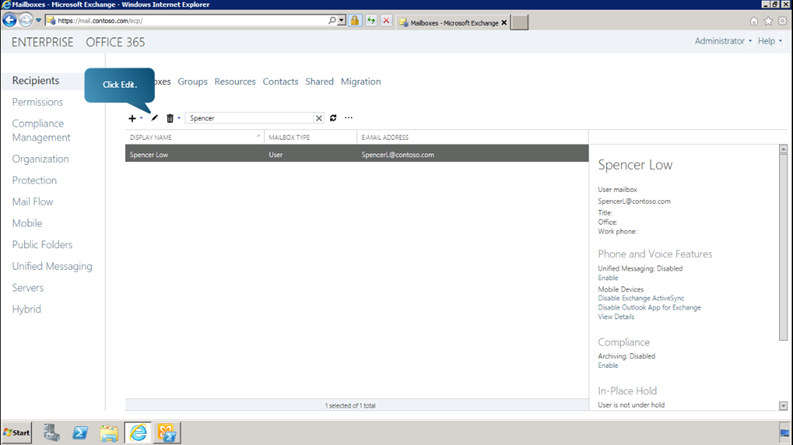 Mailboxes - Microsoft Exchange - Windows Internet Explorer
https://mail.contoso.com/ecp/
Mailboxes - Microsoft Exchange
ENTERPRISE OFFICE 365
Administrator Help
Recipients
Permissions
Compliance
Management
Organization
Protection
Mail Flow
Mobile
Public Folders
Unified Messaging
Servers
Hybrid
Click Edit.
oxes Groups Resources Contacts Shared Migration
Spencer
DISPLAY NAME MAILBOX TYPE E-MAIL ADDRESS
Spencer Low User SpencerL@contoso.com
1 selected of 1 total
Spencer Low
User mailbox
SpencerL@contoso.com
Title:
Office:
Work phone:
Phone and Voice Features
Unified Messaging: Disabled
Enable
Mobile Devices
Disable Exchange ActiveSync
Disable Outlook App for Exchange
View Details
Compliance
Archiving: Disabled
Enable
In-Place Hold
User is not under hold
Start